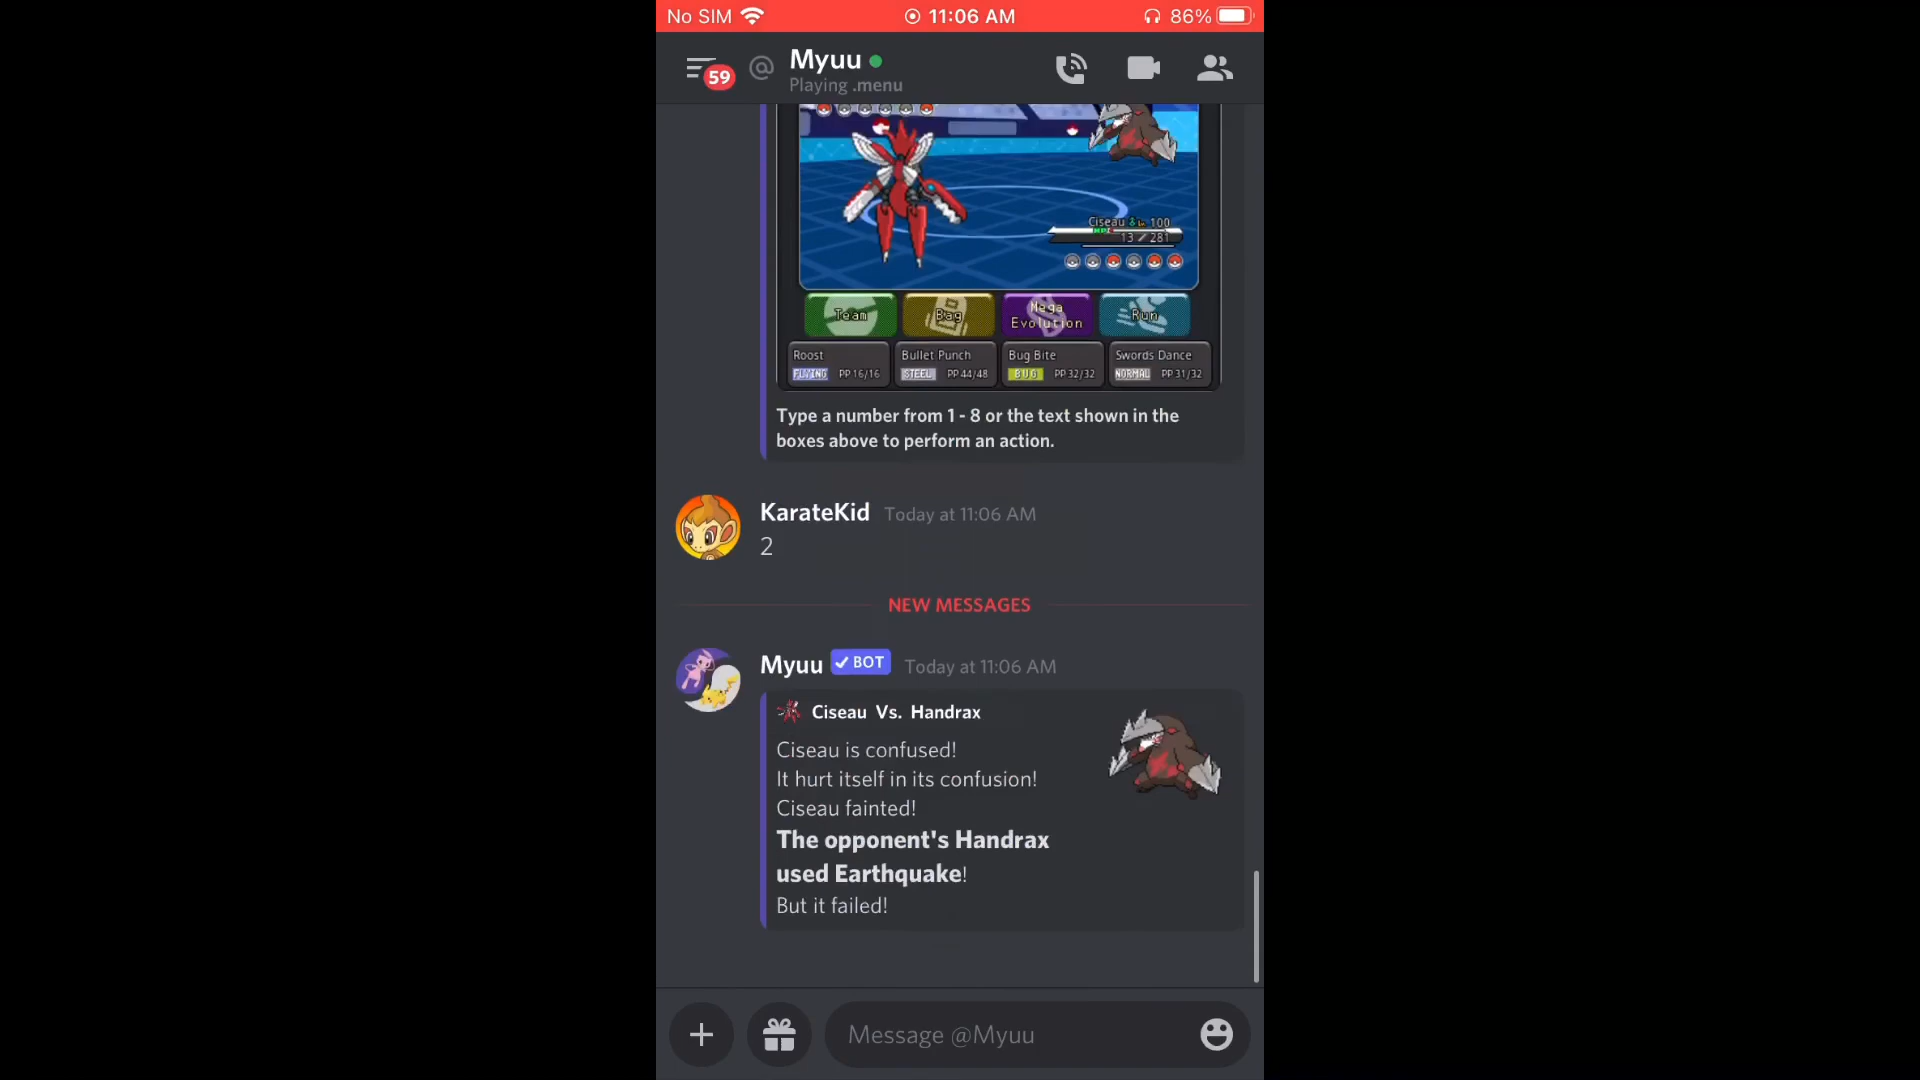 No SIM 11:06 AM 86%
59 @ Myuu
Playing .menu
Ciseau Lv. 100
HP
13 / 281
Team Bag Mega Evolution Run
Roost Bullet Punch Bug Bite Swords Dance
FLYING PP 16/16 STEEL PP 44/48 BUG PP 32/32 NORMAL PP 31/32
Type a number from 1 - 8 or the text shown in the
boxes above to perform an action.
KarateKid Today at 11:06 AM
2
NEW MESSAGES
Myuu BOT Today at 11:06 AM
Ciseau Vs. Handrax
Ciseau is confused!
It hurt itself in its confusion!
Ciseau fainted!
The opponent's Handrax
used Earthquake!
But it failed!
Message @Myuu